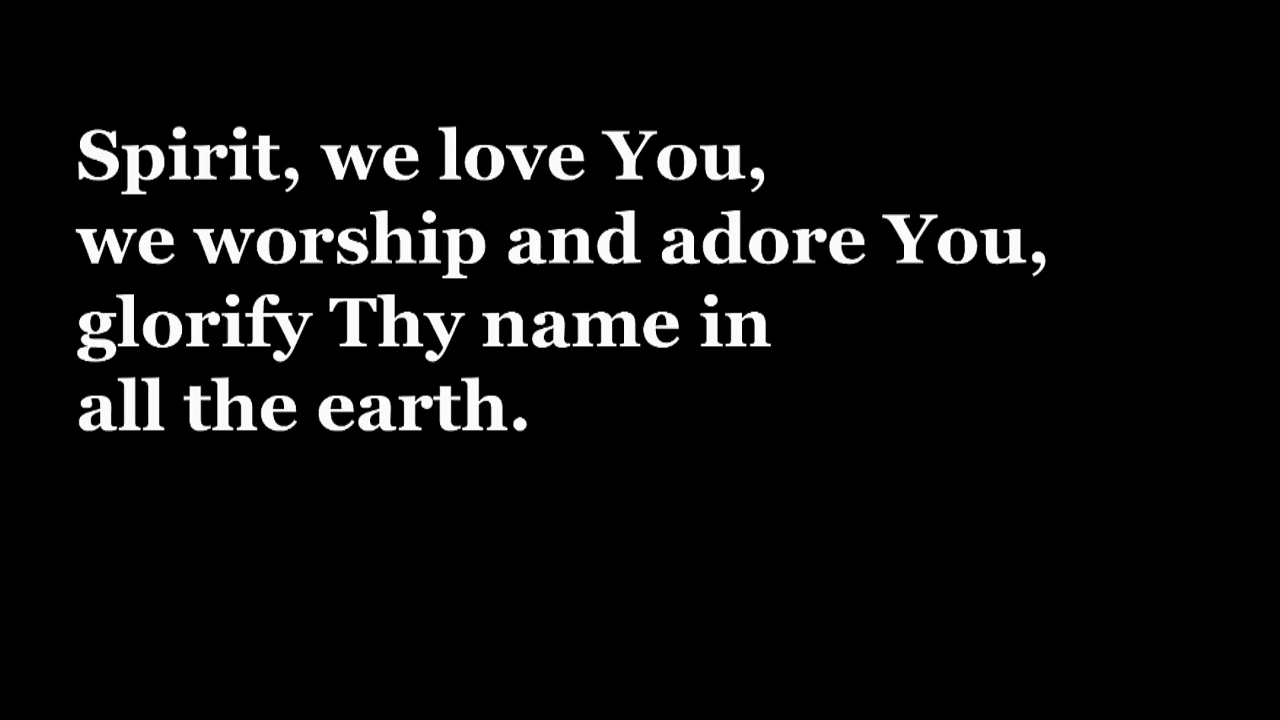 Spirit, we love You,
we worship and adore You,
glorify Thy name in
all the earth.